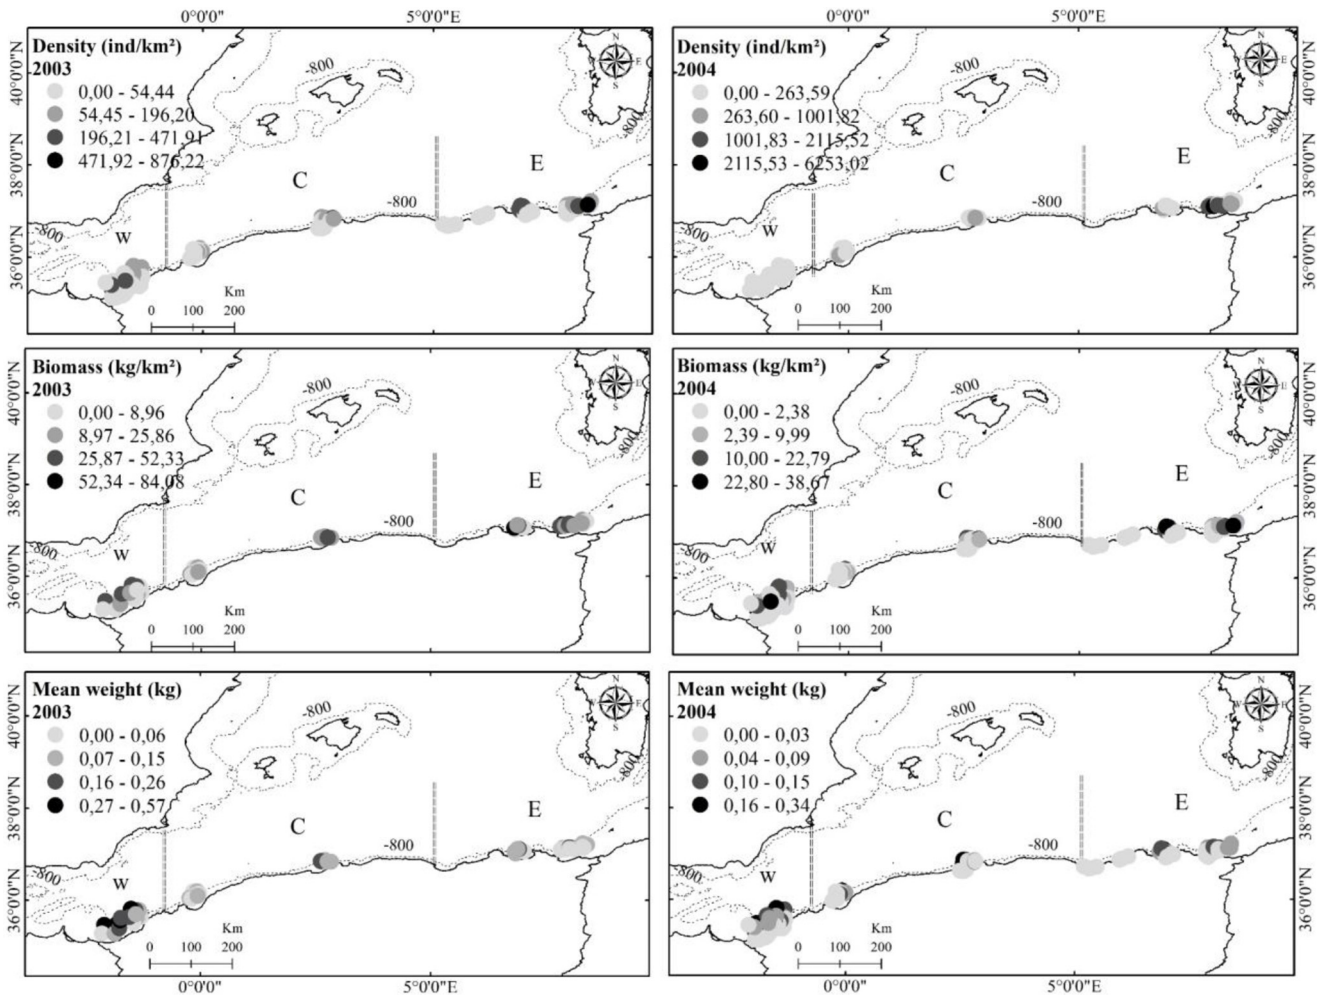 0°0'0"
5°0'0"E
0°0'0"
5°0'0"E
Density (ind/km²)
2003
0,00 - 54,44
54,45 - 196,20
196,21 - 471,91
471,92 - 876,22
-800
-800
-800
-800
W
C
E
N
E
S
Km
0 100 200
40°0'0"N
38°0'0"N
36°0'0"N
Density (ind/km²)
2004
0,00 - 263,59
263,60 - 1001,82
1001,83 - 2115,52
2115,53 - 6253,02
-800
-800
-800
-800
W
C
E
N
E
S
Km
0 100 200
40°0'0"N
38°0'0"N
36°0'0"N
Biomass (kg/km²)
2003
0,00 - 8,96
8,97 - 25,86
25,87 - 52,33
52,34 - 84,08
-800
-800
-800
-800
W
C
E
N
E
S
Km
0 100 200
40°0'0"N
38°0'0"N
36°0'0"N
Biomass (kg/km²)
2004
0,00 - 2,38
2,39 - 9,99
10,00 - 22,79
22,80 - 38,67
-800
-800
-800
-800
W
C
E
N
E
S
Km
0 100 200
40°0'0"N
38°0'0"N
36°0'0"N
Mean weight (kg)
2003
0,00 - 0,06
0,07 - 0,15
0,16 - 0,26
0,27 - 0,57
-800
-800
-800
-800
W
C
E
N
E
S
Km
0 100 200
40°0'0"N
38°0'0"N
36°0'0"N
Mean weight (kg)
2004
0,00 - 0,03
0,04 - 0,09
0,10 - 0,15
0,16 - 0,34
-800
-800
-800
-800
W
C
E
N
E
S
Km
0 100 200
40°0'0"N
38°0'0"N
36°0'0"N
0°0'0"
5°0'0"E
0°0'0"
5°0'0"E